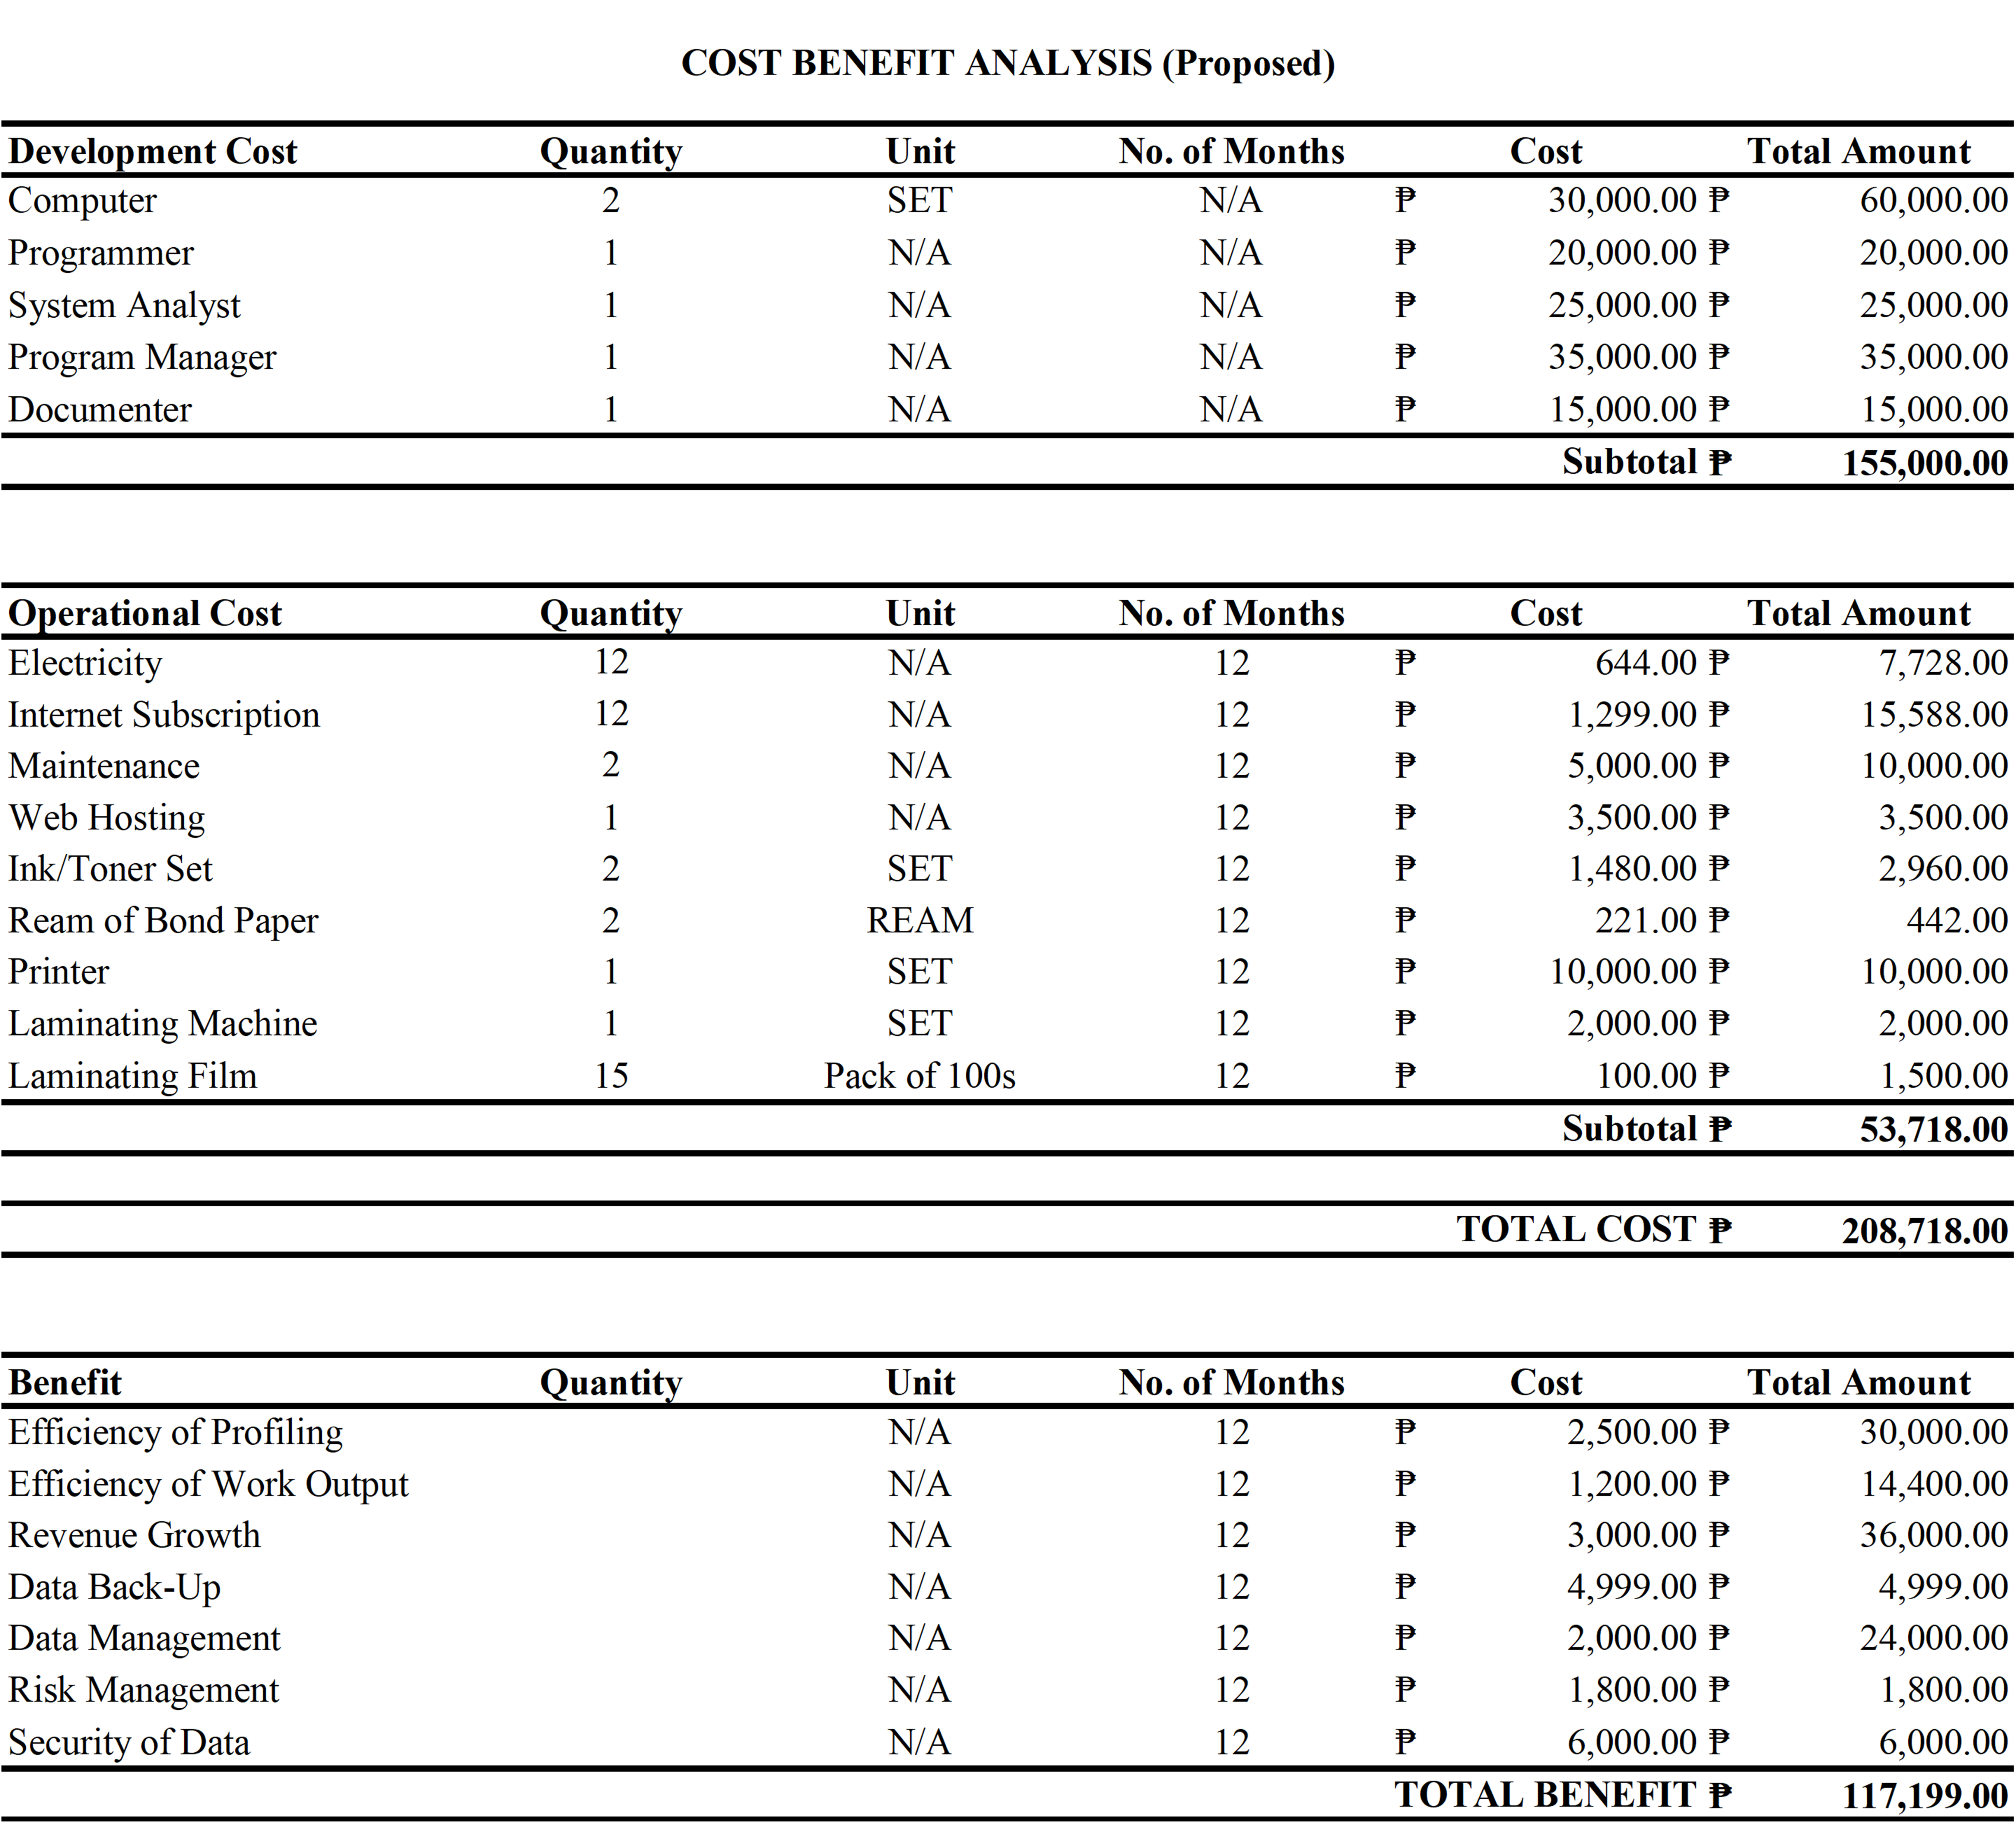 COST BENEFIT ANALYSIS (Proposed)
Development Cost Quantity Unit No. of Months Cost Total Amount
Computer 2 SET N/A ₱ 30,000.00 ₱ 60,000.00
Programmer 1 N/A N/A ₱ 20,000.00 ₱ 20,000.00
System Analyst 1 N/A N/A ₱ 25,000.00 ₱ 25,000.00
Program Manager 1 N/A N/A ₱ 35,000.00 ₱ 35,000.00
Documenter 1 N/A N/A ₱ 15,000.00 ₱ 15,000.00
Subtotal ₱ 155,000.00
Operational Cost Quantity Unit No. of Months Cost Total Amount
Electricity 12 N/A 12 ₱ 644.00 ₱ 7,728.00
Internet Subscription 12 N/A 12 ₱ 1,299.00 ₱ 15,588.00
Maintenance 2 N/A 12 ₱ 5,000.00 ₱ 10,000.00
Web Hosting 1 N/A 12 ₱ 3,500.00 ₱ 3,500.00
Ink/Toner Set 2 SET 12 ₱ 1,480.00 ₱ 2,960.00
Ream of Bond Paper 2 REAM 12 ₱ 221.00 ₱ 442.00
Printer 1 SET 12 ₱ 10,000.00 ₱ 10,000.00
Laminating Machine 1 SET 12 ₱ 2,000.00 ₱ 2,000.00
Laminating Film 15 Pack of 100s 12 ₱ 100.00 ₱ 1,500.00
Subtotal ₱ 53,718.00
TOTAL COST ₱ 208,718.00
Benefit Quantity Unit No. of Months Cost Total Amount
Efficiency of Profiling N/A 12 ₱ 2,500.00 ₱ 30,000.00
Efficiency of Work Output N/A 12 ₱ 1,200.00 ₱ 14,400.00
Revenue Growth N/A 12 ₱ 3,000.00 ₱ 36,000.00
Data Back-Up N/A 12 ₱ 4,999.00 ₱ 4,999.00
Data Management N/A 12 ₱ 2,000.00 ₱ 24,000.00
Risk Management N/A 12 ₱ 1,800.00 ₱ 1,800.00
Security of Data N/A 12 ₱ 6,000.00 ₱ 6,000.00
TOTAL BENEFIT ₱ 117,199.00